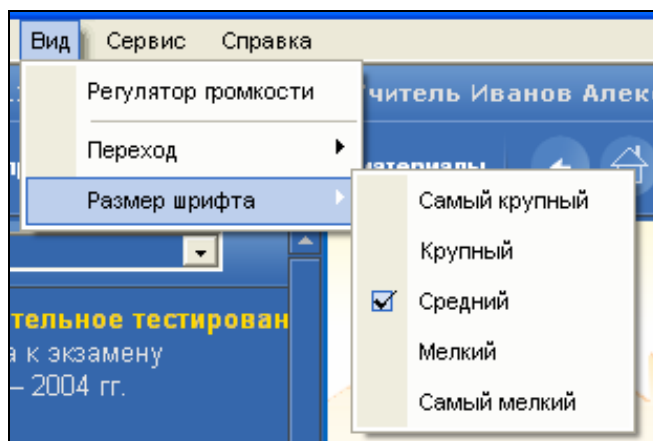 Вид Сервис Справка
Регулятор громкости
Учитель Иванов Алек
Переход
материалы
Размер шрифта
Самый крупный
Крупный
Средний
Мелкий
Самый мелкий
тельное тестирован
а к экзамену
– 2004 гг.